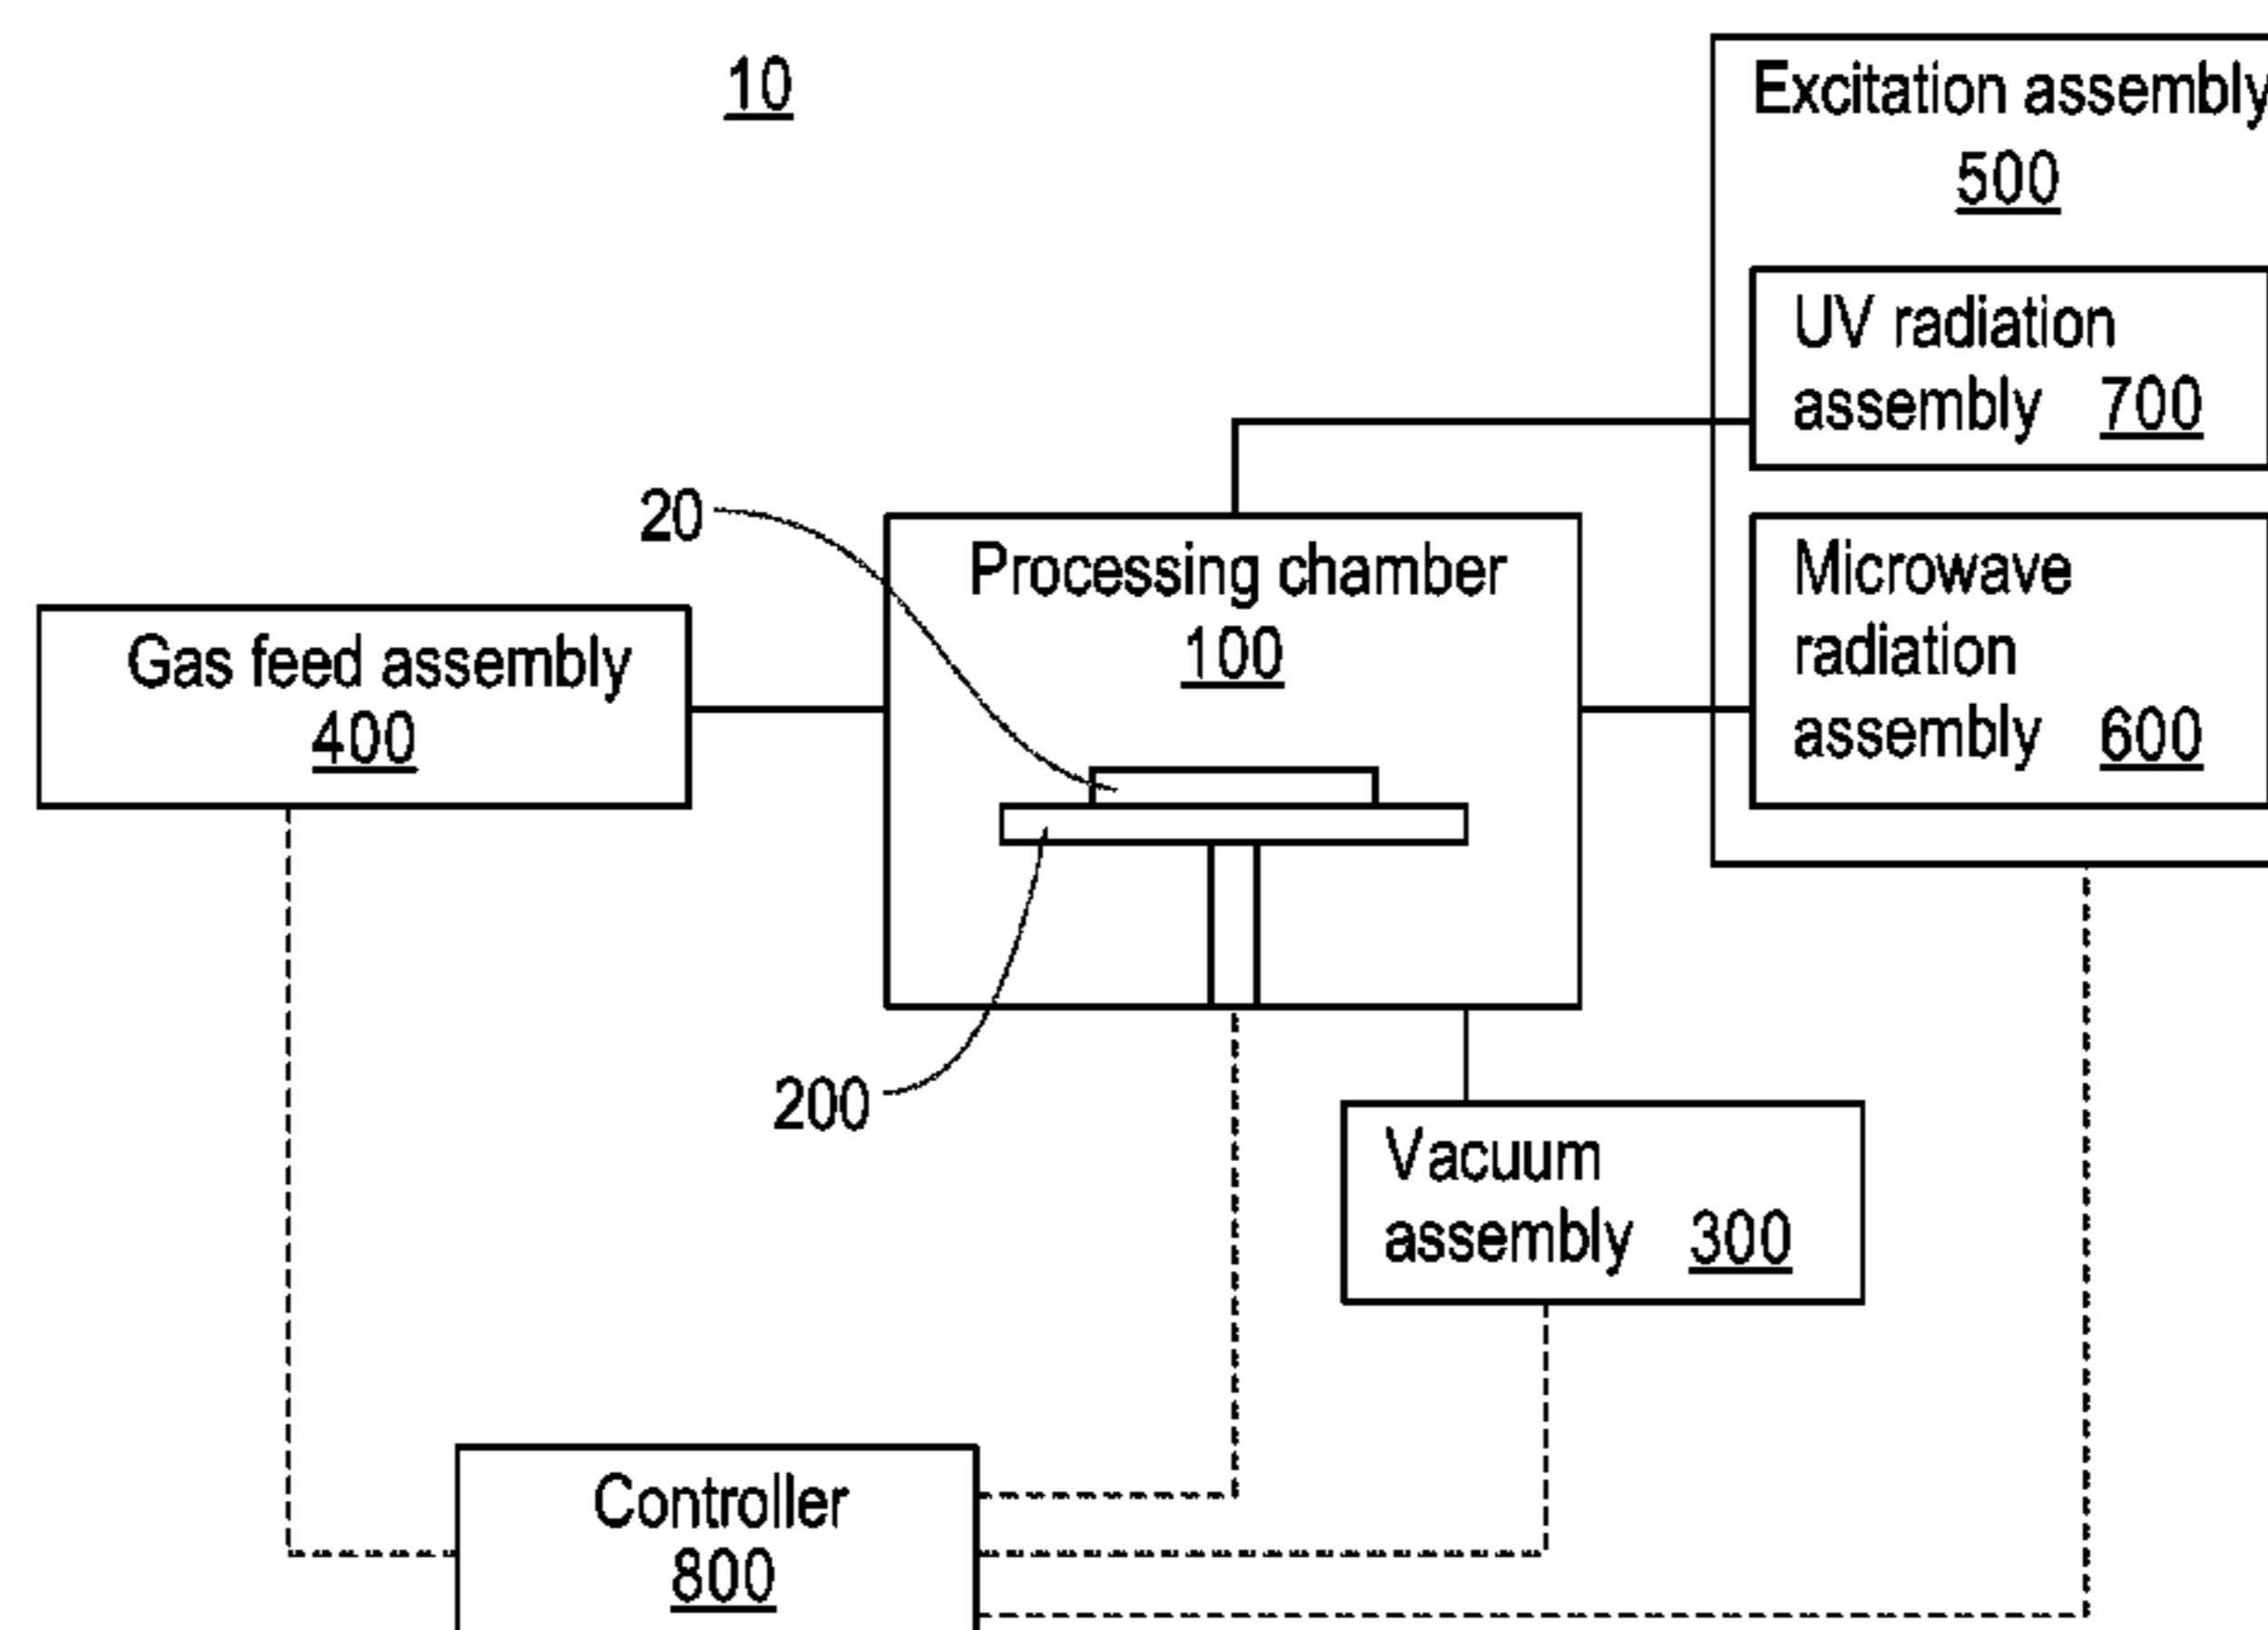 10
Excitation assembly
500
UV radiation
assembly 700
20
Processing chamber
100
Microwave
radiation
assembly 600
Gas feed assembly
400
200
Vacuum
assembly 300
Controller
800